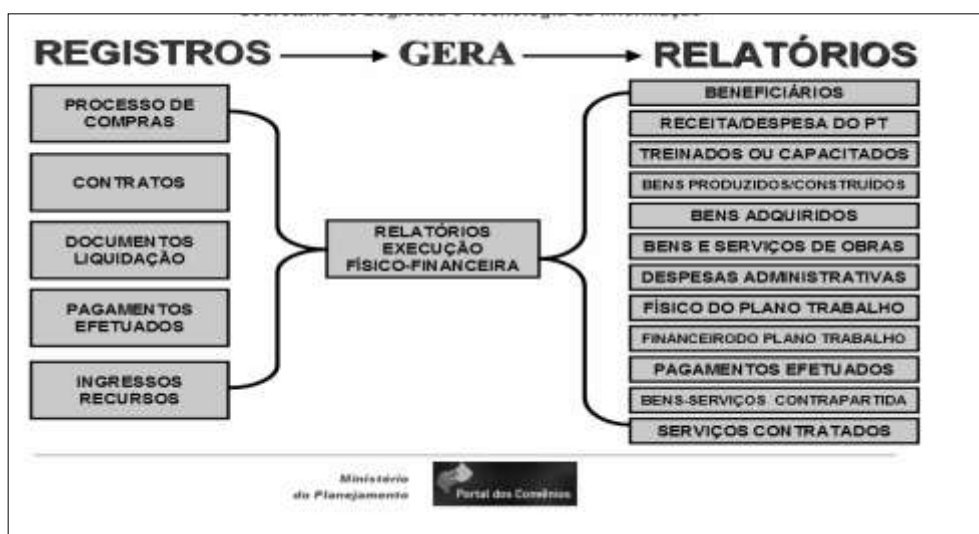 REGISTROS GERA RELATÓRIOS
PROCESSO DE
COMPRAS
CONTRATOS
DOCUMENTOS
LIQUIDAÇÃO
PAGAMENTOS
EFETUADOS
INGRESSOS
RECURSOS
RELATÓRIOS
EXECUÇÃO
FÍSICO-FINANCEIRA
BENEFICIÁRIOS
RECEITA/DESPESA DO PT
TREINADOS OU CAPACITADOS
BENS PRODUZIDOS/CONSTRUÍDOS
BENS ADQUIRIDOS
BENS E SERVIÇOS DE OBRAS
DESPESAS ADMINISTRATIVAS
FÍSICO DO PLANO TRABALHO
FINANCEIRODO PLANO TRABALHO
PAGAMENTOS EFETUADOS
BENS-SERVIÇOS CONTRAPARTIDA
SERVIÇOS CONTRATADOS
Ministério
do Planejamento
Portal dos Convênios